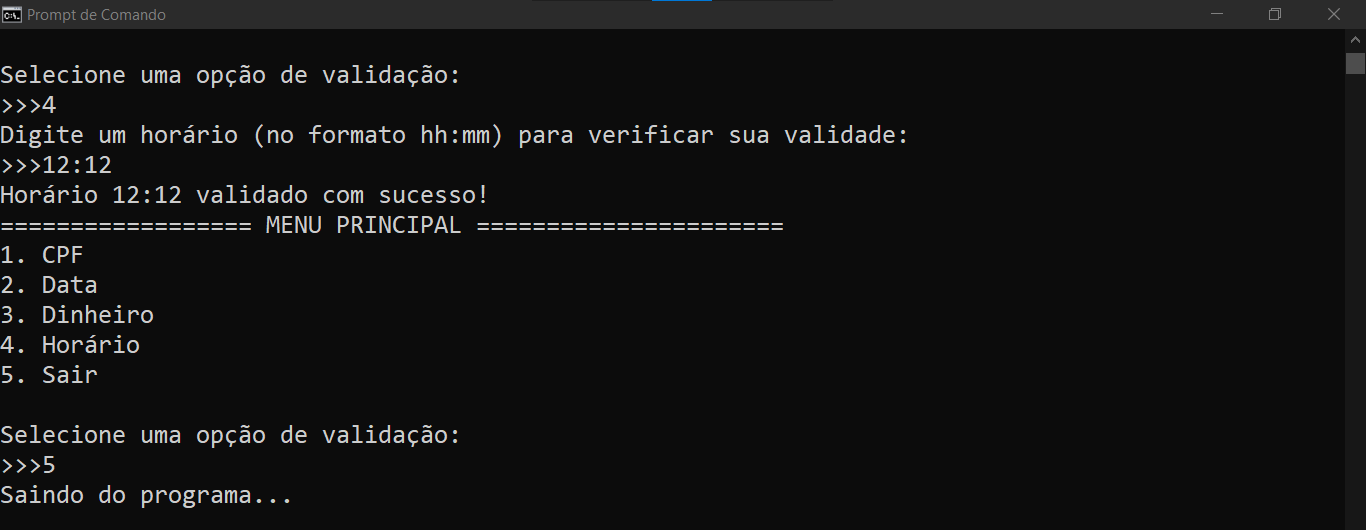 Prompt de Comando
Selecione uma opção de validação:
>>>4
Digite um horário (no formato hh:mm) para verificar sua validade:
>>>12:12
Horário 12:12 validado com sucesso!
================== MENU PRINCIPAL ======================
1. CPF
2. Data
3. Dinheiro
4. Horário
5. Sair
Selecione uma opção de validação:
>>>5
Saindo do programa...